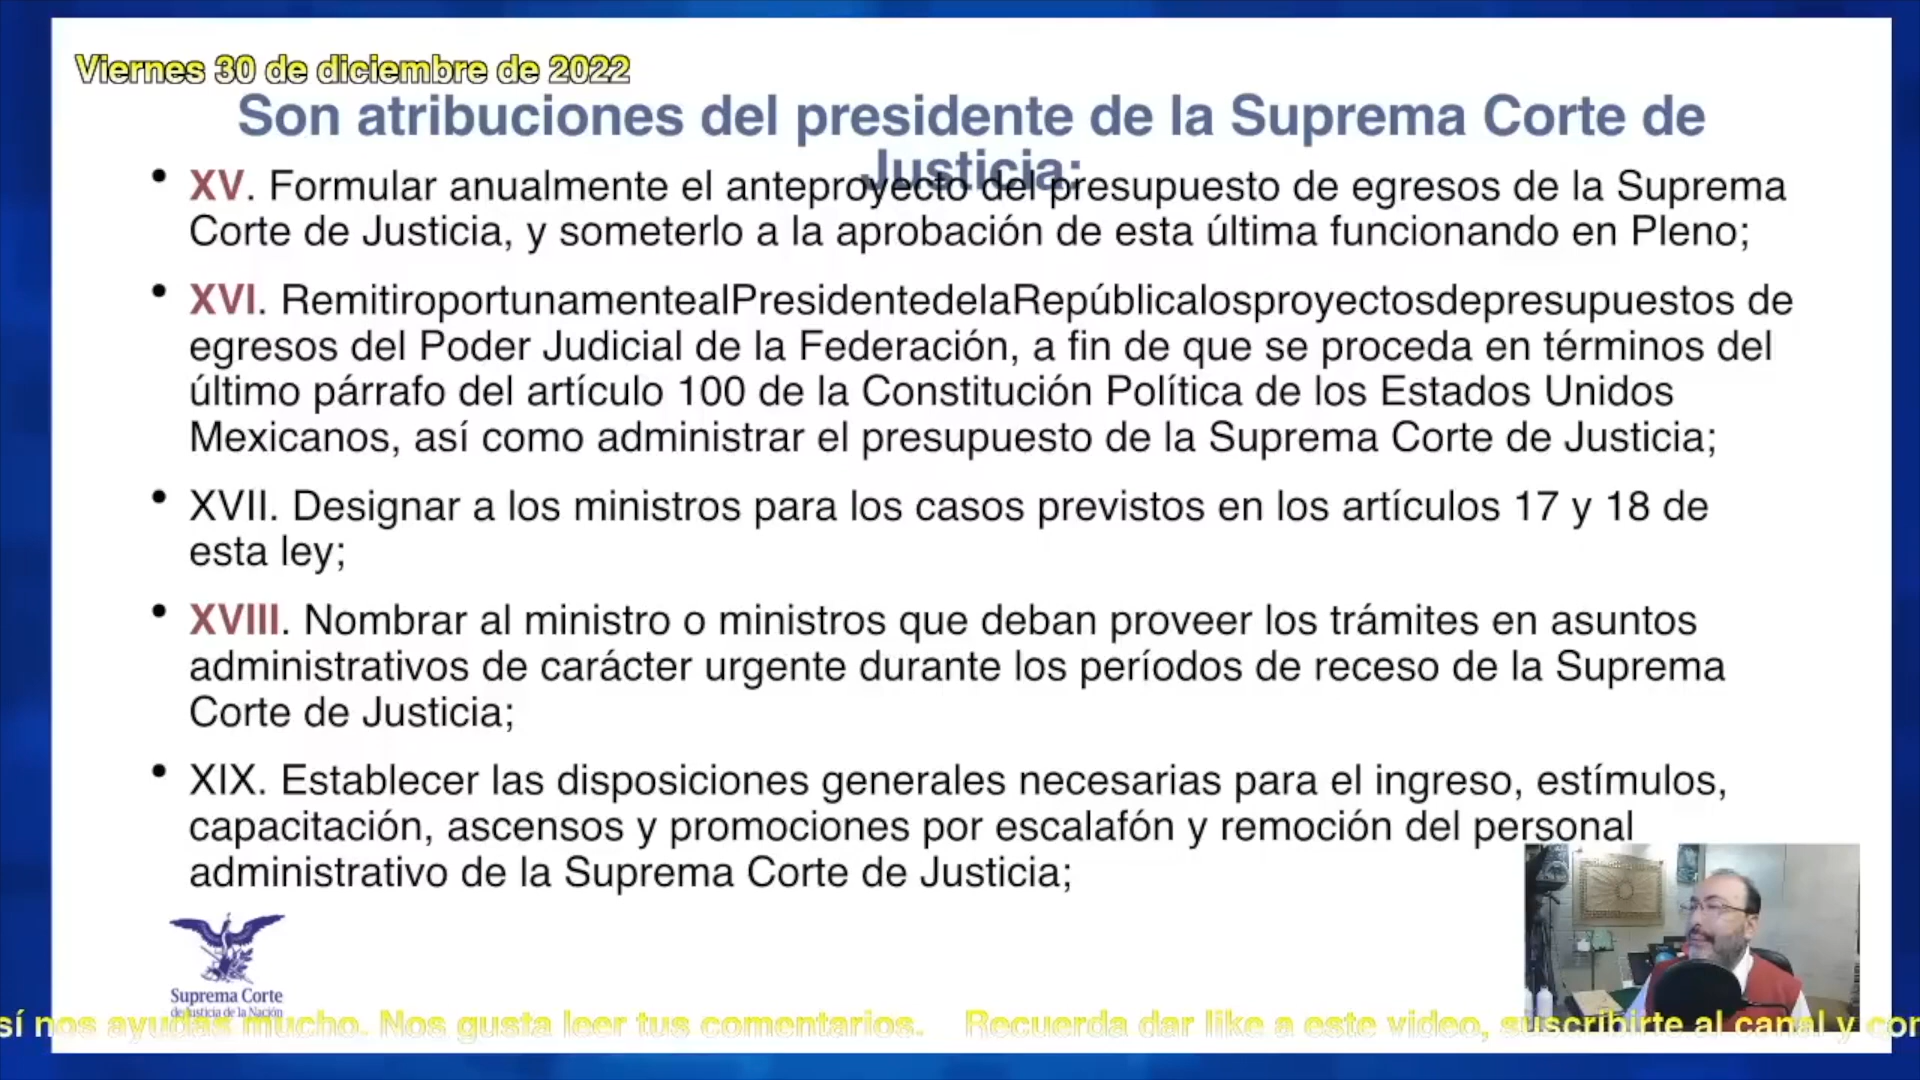 Viernes 30 de diciembre de 2022
Son atribuciones del presidente de la Suprema Corte de
Justicia:
• XV. Formular anualmente el anteproyecto del presupuesto de egresos de la Suprema
Corte de Justicia, y someterlo a la aprobación de esta última funcionando en Pleno;
• XVI. RemitiroportunamentealPresidentedelaRepúblicalosproyectosdepresupuestos de
egresos del Poder Judicial de la Federación, a fin de que se proceda en términos del
último párrafo del artículo 100 de la Constitución Política de los Estados Unidos
Mexicanos, así como administrar el presupuesto de la Suprema Corte de Justicia;
• XVII. Designar a los ministros para los casos previstos en los artículos 17 y 18 de
esta ley;
• XVIII. Nombrar al ministro o ministros que deban proveer los trámites en asuntos
administrativos de carácter urgente durante los períodos de receso de la Suprema
Corte de Justicia;
• XIX. Establecer las disposiciones generales necesarias para el ingreso, estímulos,
capacitación, ascensos y promociones por escalafón y remoción del personal
administrativo de la Suprema Corte de Justicia;
Suprema Corte
de Justicia de la Nación
sí nos ayudas mucho. Nos gusta leer tus comentarios. Recuerda dar like a este video, suscribirte al canal y con